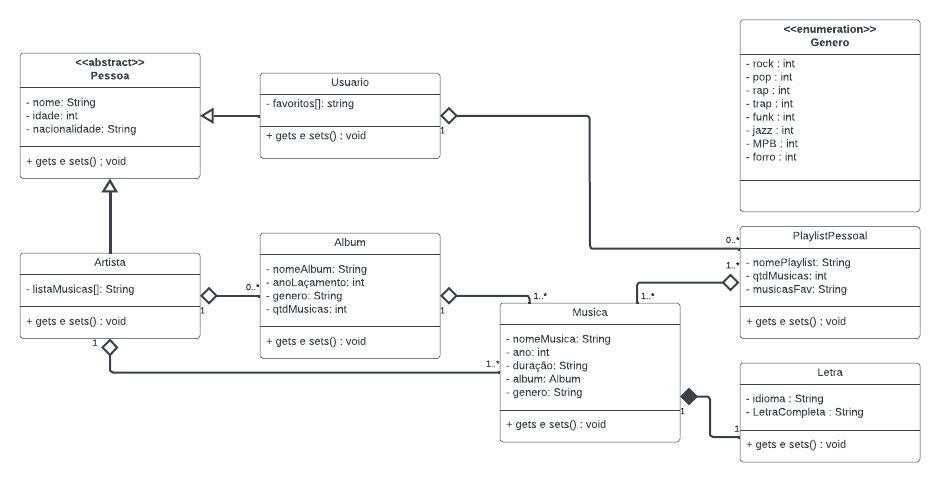 <<abstract>>
Pessoa
- nome: String
- idade: int
- nacionalidade: String
+ gets e sets() ; void
Usuario
- favoritos[]: string
+ gets e sets() : void
1
<<enumeration>>
Genero
- rock : int
- pop : int
- rap : int
- trap : int
- funk : int
- jazz : int
- MPB : int
- forro : int
Artista
- listaMusicas[]: String
+ gets e sets() : void
1
1
0..*
Album
- nomeAlbum: String
- anoLaçamento: int
- genero: String
- qtdMusicas: int
+ gets e sets() : void
1
1..*
1..*
1..*
Musica
- nomeMusica: String
- ano: int
- duração: String
- album: Album
- genero: String
+ gets e sets() : void
1
0..*
1..*
PlaylistPessoal
- nomePlaylist: String
- qtdMusicas: int
- musicasFav: String
+ gets e sets() : void
1
Letra
- idioma : String
- LetraCompleta : String
+ gets e sets() : void